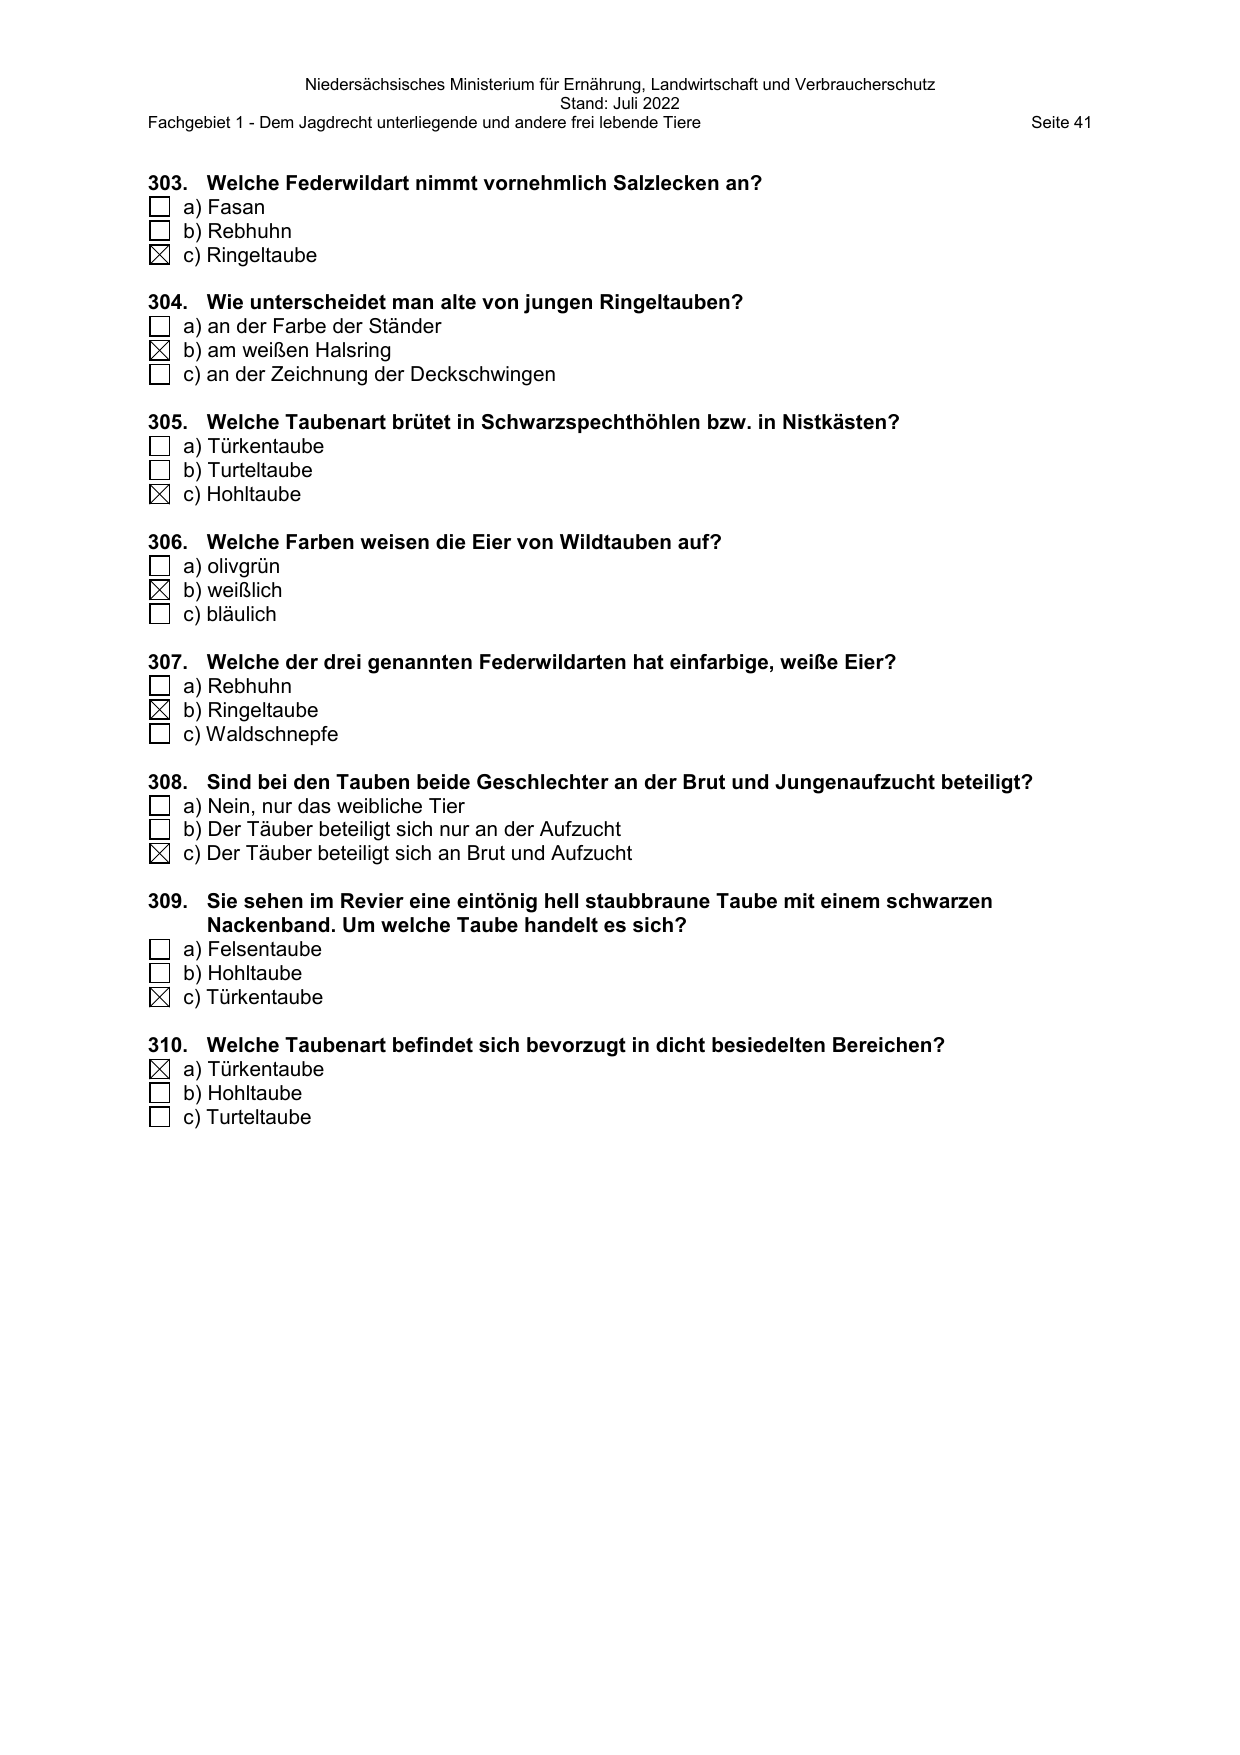 Niedersächsisches Ministerium für Ernährung, Landwirtschaft und Verbraucherschutz
Stand: Juli 2022
Fachgebiet 1 - Dem Jagdrecht unterliegende und andere frei lebende Tiere Seite 41
303. Welche Federwildart nimmt vornehmlich Salzlecken an?
☐ a) Fasan
☐ b) Rebhuhn
☒ c) Ringeltaube
304. Wie unterscheidet man alte von jungen Ringeltauben?
☐ a) an der Farbe der Ständer
☒ b) am weißen Halsring
☐ c) an der Zeichnung der Deckschwingen
305. Welche Taubenart brütet in Schwarzspechthöhlen bzw. in Nistkästen?
☐ a) Türkentaube
☐ b) Turteltaube
☒ c) Hohltaube
306. Welche Farben weisen die Eier von Wildtauben auf?
☐ a) olivgrün
☒ b) weißlich
☐ c) bläulich
307. Welche der drei genannten Federwildarten hat einfarbige, weiße Eier?
☐ a) Rebhuhn
☒ b) Ringeltaube
☐ c) Waldschnepfe
308. Sind bei den Tauben beide Geschlechter an der Brut und Jungenaufzucht beteiligt?
☐ a) Nein, nur das weibliche Tier
☐ b) Der Täuber beteiligt sich nur an der Aufzucht
☒ c) Der Täuber beteiligt sich an Brut und Aufzucht
309. Sie sehen im Revier eine eintönig hell staubbraune Taube mit einem schwarzen
Nackenband. Um welche Taube handelt es sich?
☐ a) Felsentaube
☐ b) Hohltaube
☒ c) Türkentaube
310. Welche Taubenart befindet sich bevorzugt in dicht besiedelten Bereichen?
☒ a) Türkentaube
☐ b) Hohltaube
☐ c) Turteltaube